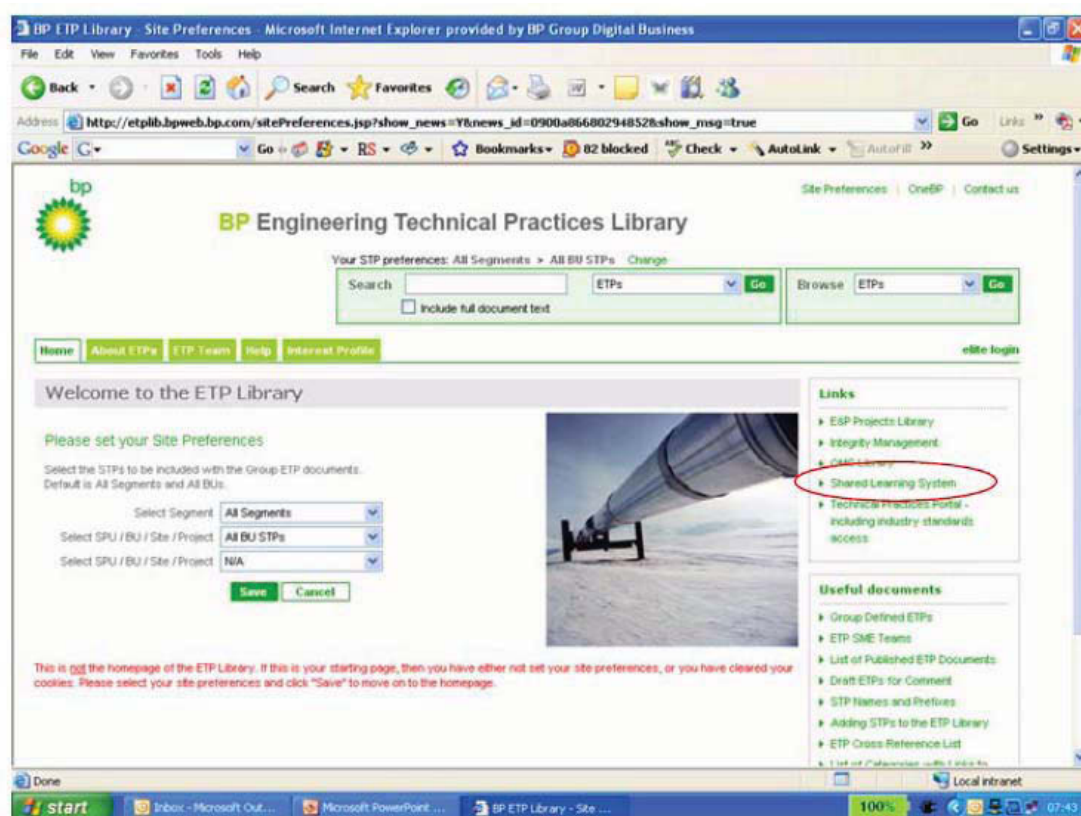 BP ETP Library - Site Preferences - Microsoft Internet Explorer provided by BP Group Digital Business
File Edit View Favorites Tools Help
Back Search Favorites
Address http://etplib.bpweb.bp.com/sitePreferences.jsp?show_news=Y&news_id=0900a86680294852&show_msg=true Go Links »
Google G Go RS Bookmarks 82 blocked Check AutoLink AutoFill » Settings
bp
Site Preferences | OneBP | Contact us
BP Engineering Technical Practices Library
Your STP preferences: All Segments > All BU STPs Change
Search ETPs Go Browse ETPs Go
Include full document text
Home About ETPs ETP Team Help Interest Profile elite login
Welcome to the ETP Library
Please set your Site Preferences
Select the STPs to be included with the Group ETP documents.
Default is All Segments and All BUs.
Select Segment All Segments
Select SPU / BU / Site / Project All BU STPs
Select SPU / BU / Site / Project N/A
Save Cancel
This is not the homepage of the ETP Library. If this is your starting page, then you have either not set your site preferences, or you have cleared your
cookies. Please select your site preferences and click "Save" to move on to the homepage.
Links
E&P Projects Library
Integrity Management
OMS Library
Shared Learning System
Technical Practices Portal -
including industry standards
access
Useful documents
Group Defined ETPs
ETP SME Teams
List of Published ETP Documents
Draft ETPs for Comment
STP Names and Prefixes
Adding STPs to the ETP Library
ETP Cross Reference List
List of Categories with Links to
Done Local intranet
start Inbox - Microsoft Out... Microsoft PowerPoint ... BP ETP Library - Site ... 100% 07:43